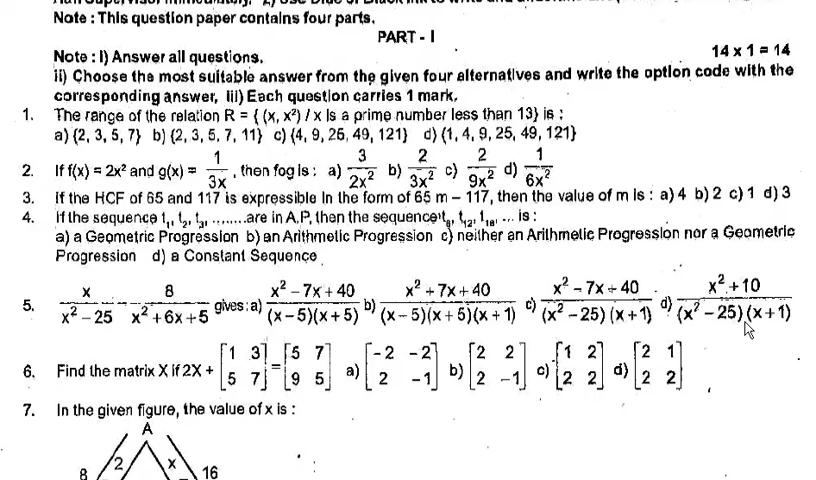 Note : This question paper contains four parts.
PART - I
Note : i) Answer all questions. 14 x 1 = 14
ii) Choose the most suitable answer from the given four alternatives and write the option code with the
corresponding answer, iii) Each question carries 1 mark.
1. The range of the relation R = { (x, x²) / x is a prime number less than 13} is :
a) {2, 3, 5, 7} b) {2, 3, 5, 7, 11} c) {4, 9, 25, 49, 121} d) {1, 4, 9, 25, 49, 121}
2. If f(x) = 2x² and g(x) = 1/3x , then fog is : a) 3/2x² b) 2/3x² c) 2/9x² d) 1/6x²
3. If the HCF of 65 and 117 is expressible In the form of 65 m – 117, then the value of m is : a) 4 b) 2 c) 1 d) 3
4. If the sequence t₁, t₂, t₃, ........are in A.P, then the sequence t₆, t₁₂, t₁₈, ... is :
a) a Geometric Progression b) an Arithmetic Progression c) neither an Arithmetic Progression nor a Geometric
Progression d) a Constant Sequence
5. x/(x² – 25) – 8/(x² + 6x + 5) gives : a) (x² – 7x + 40)/((x – 5)(x + 5)) b) (x² + 7x + 40)/((x – 5)(x + 5)(x + 1)) c) (x² – 7x + 40)/((x² – 25) (x + 1)) d) (x² + 10)/((x² – 25) (x + 1))
6. Find the matrix X if 2X + [1 3; 5 7] = [5 7; 9 5] a) [–2 –2; 2 –1] b) [2 2; 2 –1] c) [1 2; 2 2] d) [2 1; 2 2]
7. In the given figure, the value of x is :
A
8 2 x 16